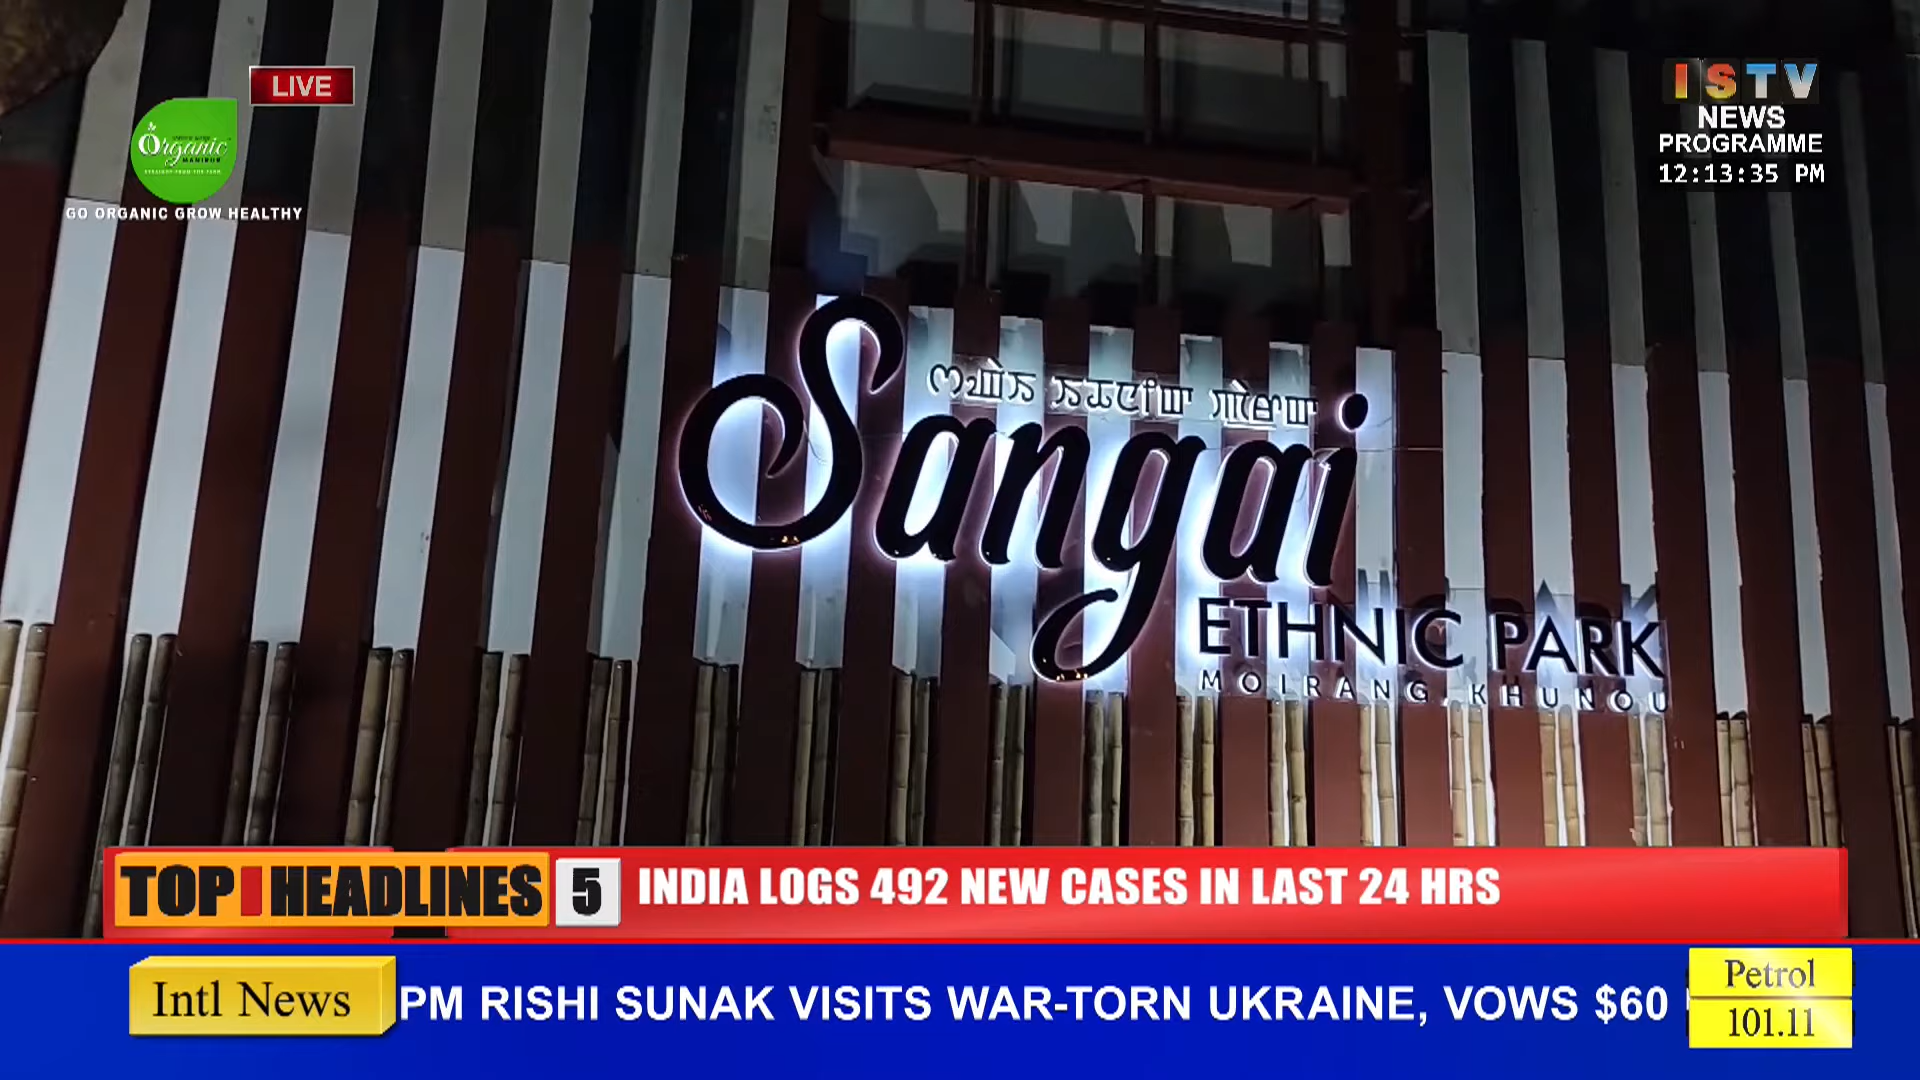 LIVE
Organic
MANIPUR
GO ORGANIC GROW HEALTHY
ISTV
NEWS
PROGRAMME
12:13:35 PM
Sangai
ETHNIC PARK
MOIRANG KHUNOU
TOP HEADLINES 5 INDIA LOGS 492 NEW CASES IN LAST 24 HRS
Intl News PM RISHI SUNAK VISITS WAR-TORN UKRAINE, VOWS $60
Petrol
101.11